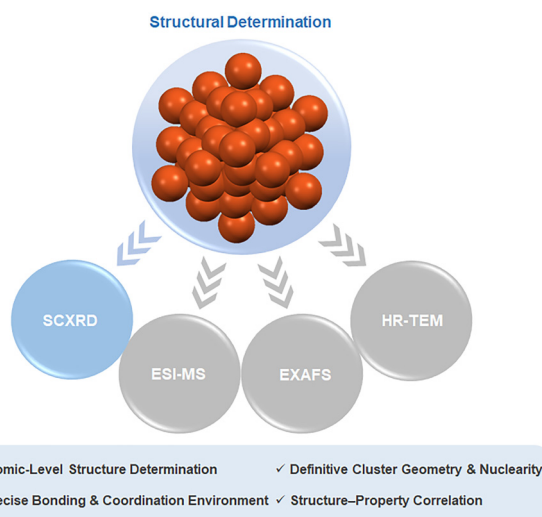 Structural Determination
SCXRD
ESI-MS
EXAFS
HR-TEM
omic-Level Structure Determination
✓ Definitive Cluster Geometry & Nuclearity
ecise Bonding & Coordination Environment
✓ Structure–Property Correlation